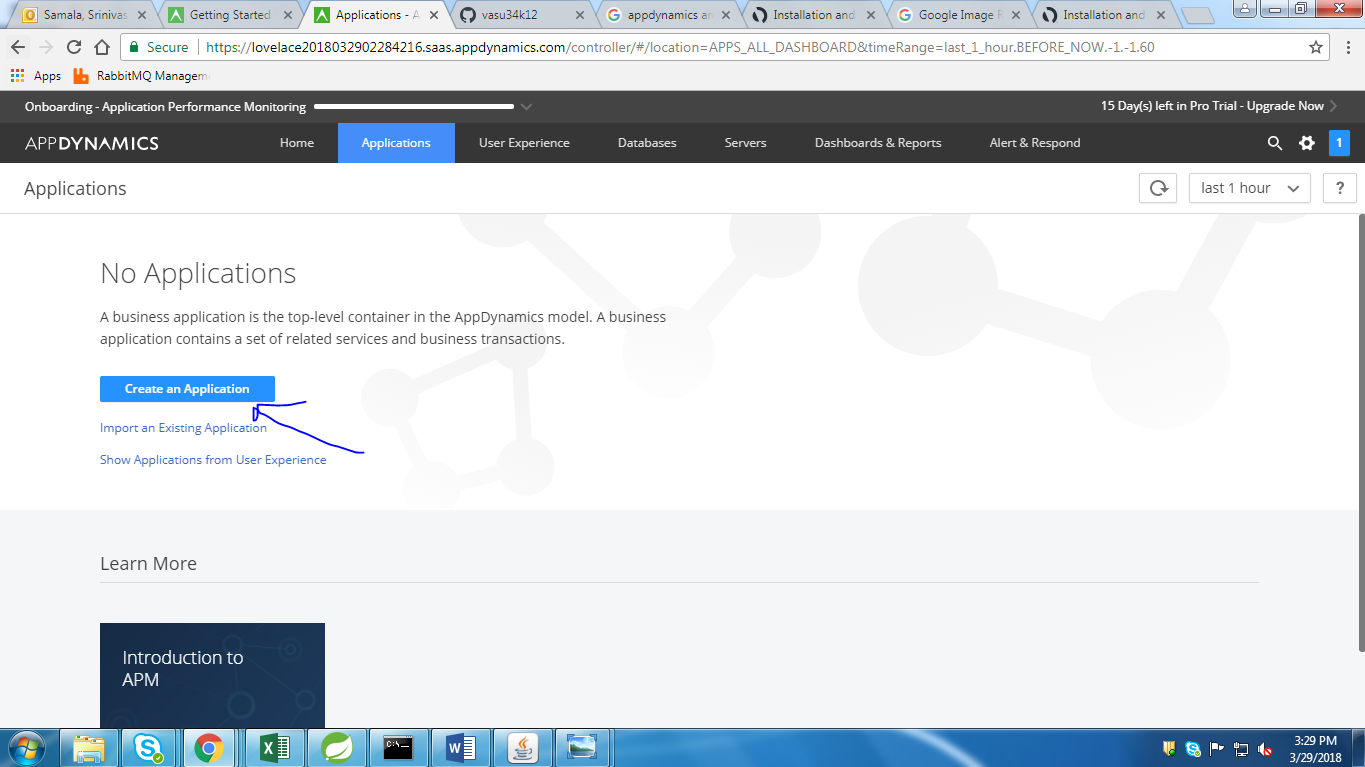 Samala, Srinivas
Getting Started
Applications - A
vasu34k12
appdynamics an
Installation and
Google Image R
Installation and
Secure
https://lovelace2018032902284216.saas.appdynamics.com/controller/#/location=APPS_ALL_DASHBOARD&timeRange=last_1_hour.BEFORE_NOW.-1.-1.60
Apps
RabbitMQ Managem
Onboarding - Application Performance Monitoring
15 Day(s) left in Pro Trial - Upgrade Now
APPDYNAMICS
Home
Applications
User Experience
Databases
Servers
Dashboards & Reports
Alert & Respond
1
Applications
last 1 hour
?
No Applications
A business application is the top-level container in the AppDynamics model. A business
application contains a set of related services and business transactions.
Create an Application
Import an Existing Application
Show Applications from User Experience
Learn More
Introduction to
APM
3:29 PM
3/29/2018